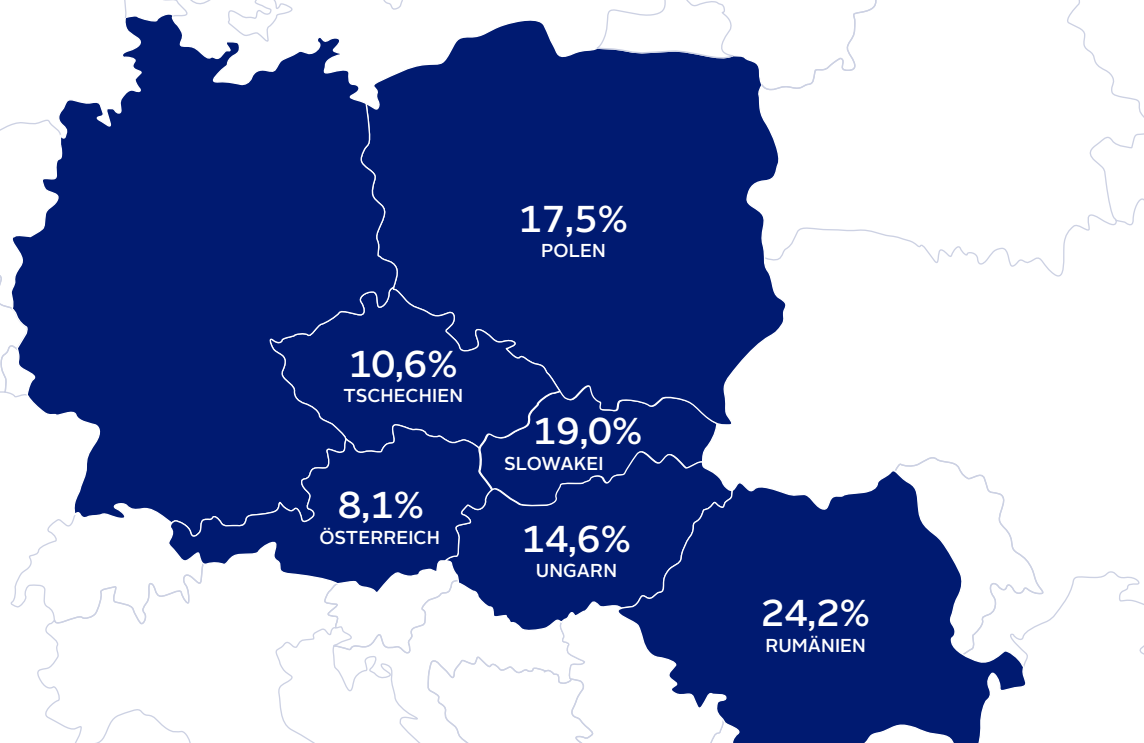 17,5%
POLEN
10,6%
TSCHECHIEN
19,0%
SLOWAKEI
8,1%
ÖSTERREICH
14,6%
UNGARN
24,2%
RUMÄNIEN